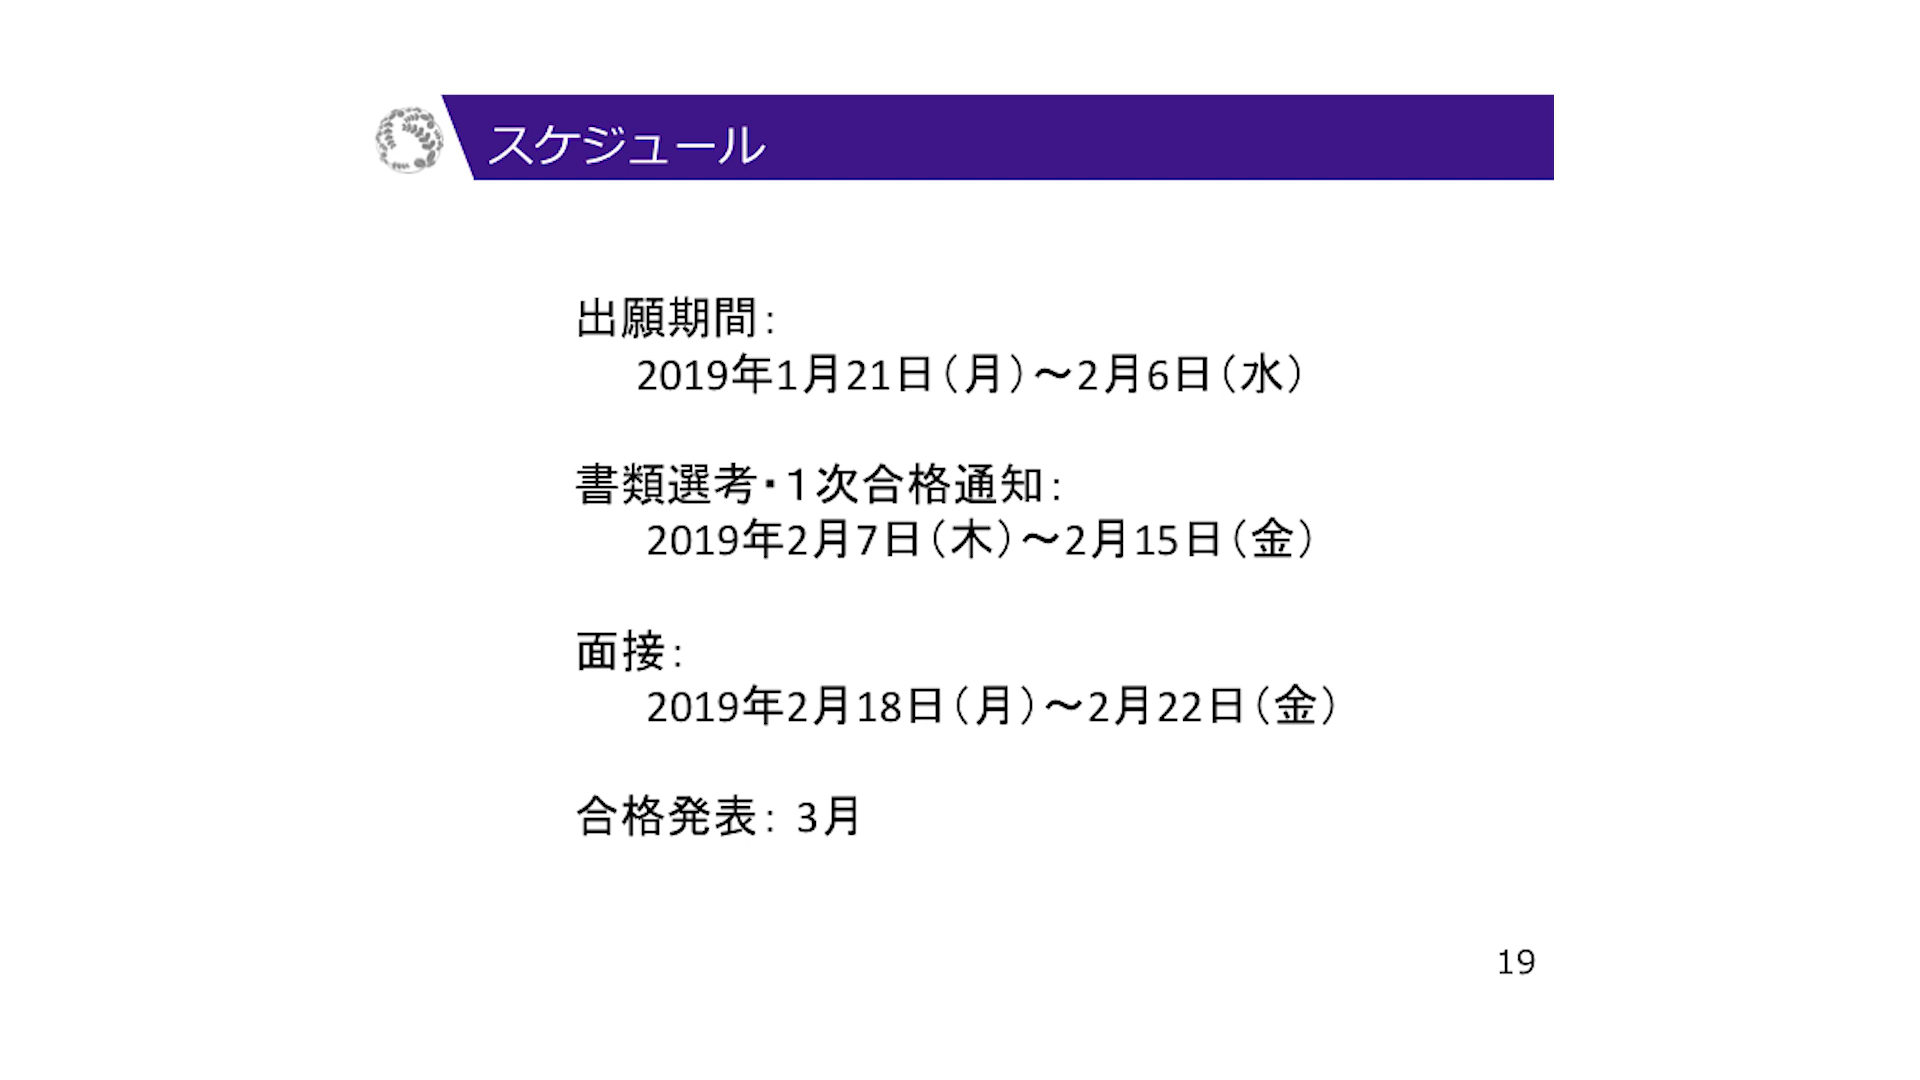 スケジュール
出願期間：
2019年1月21日（月）～2月6日（水）
書類選考・１次合格通知：
2019年2月7日（木）～2月15日（金）
面接：
2019年2月18日（月）～2月22日（金）
合格発表： 3月
19